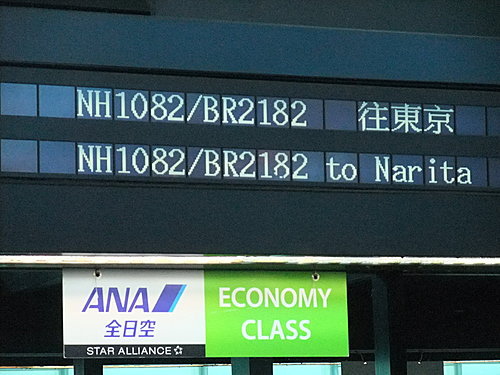 NH1082/BR2182 往東京
NH1082/BR2182 to Narita
ANA
全日空
STAR ALLIANCE
ECONOMY
CLASS